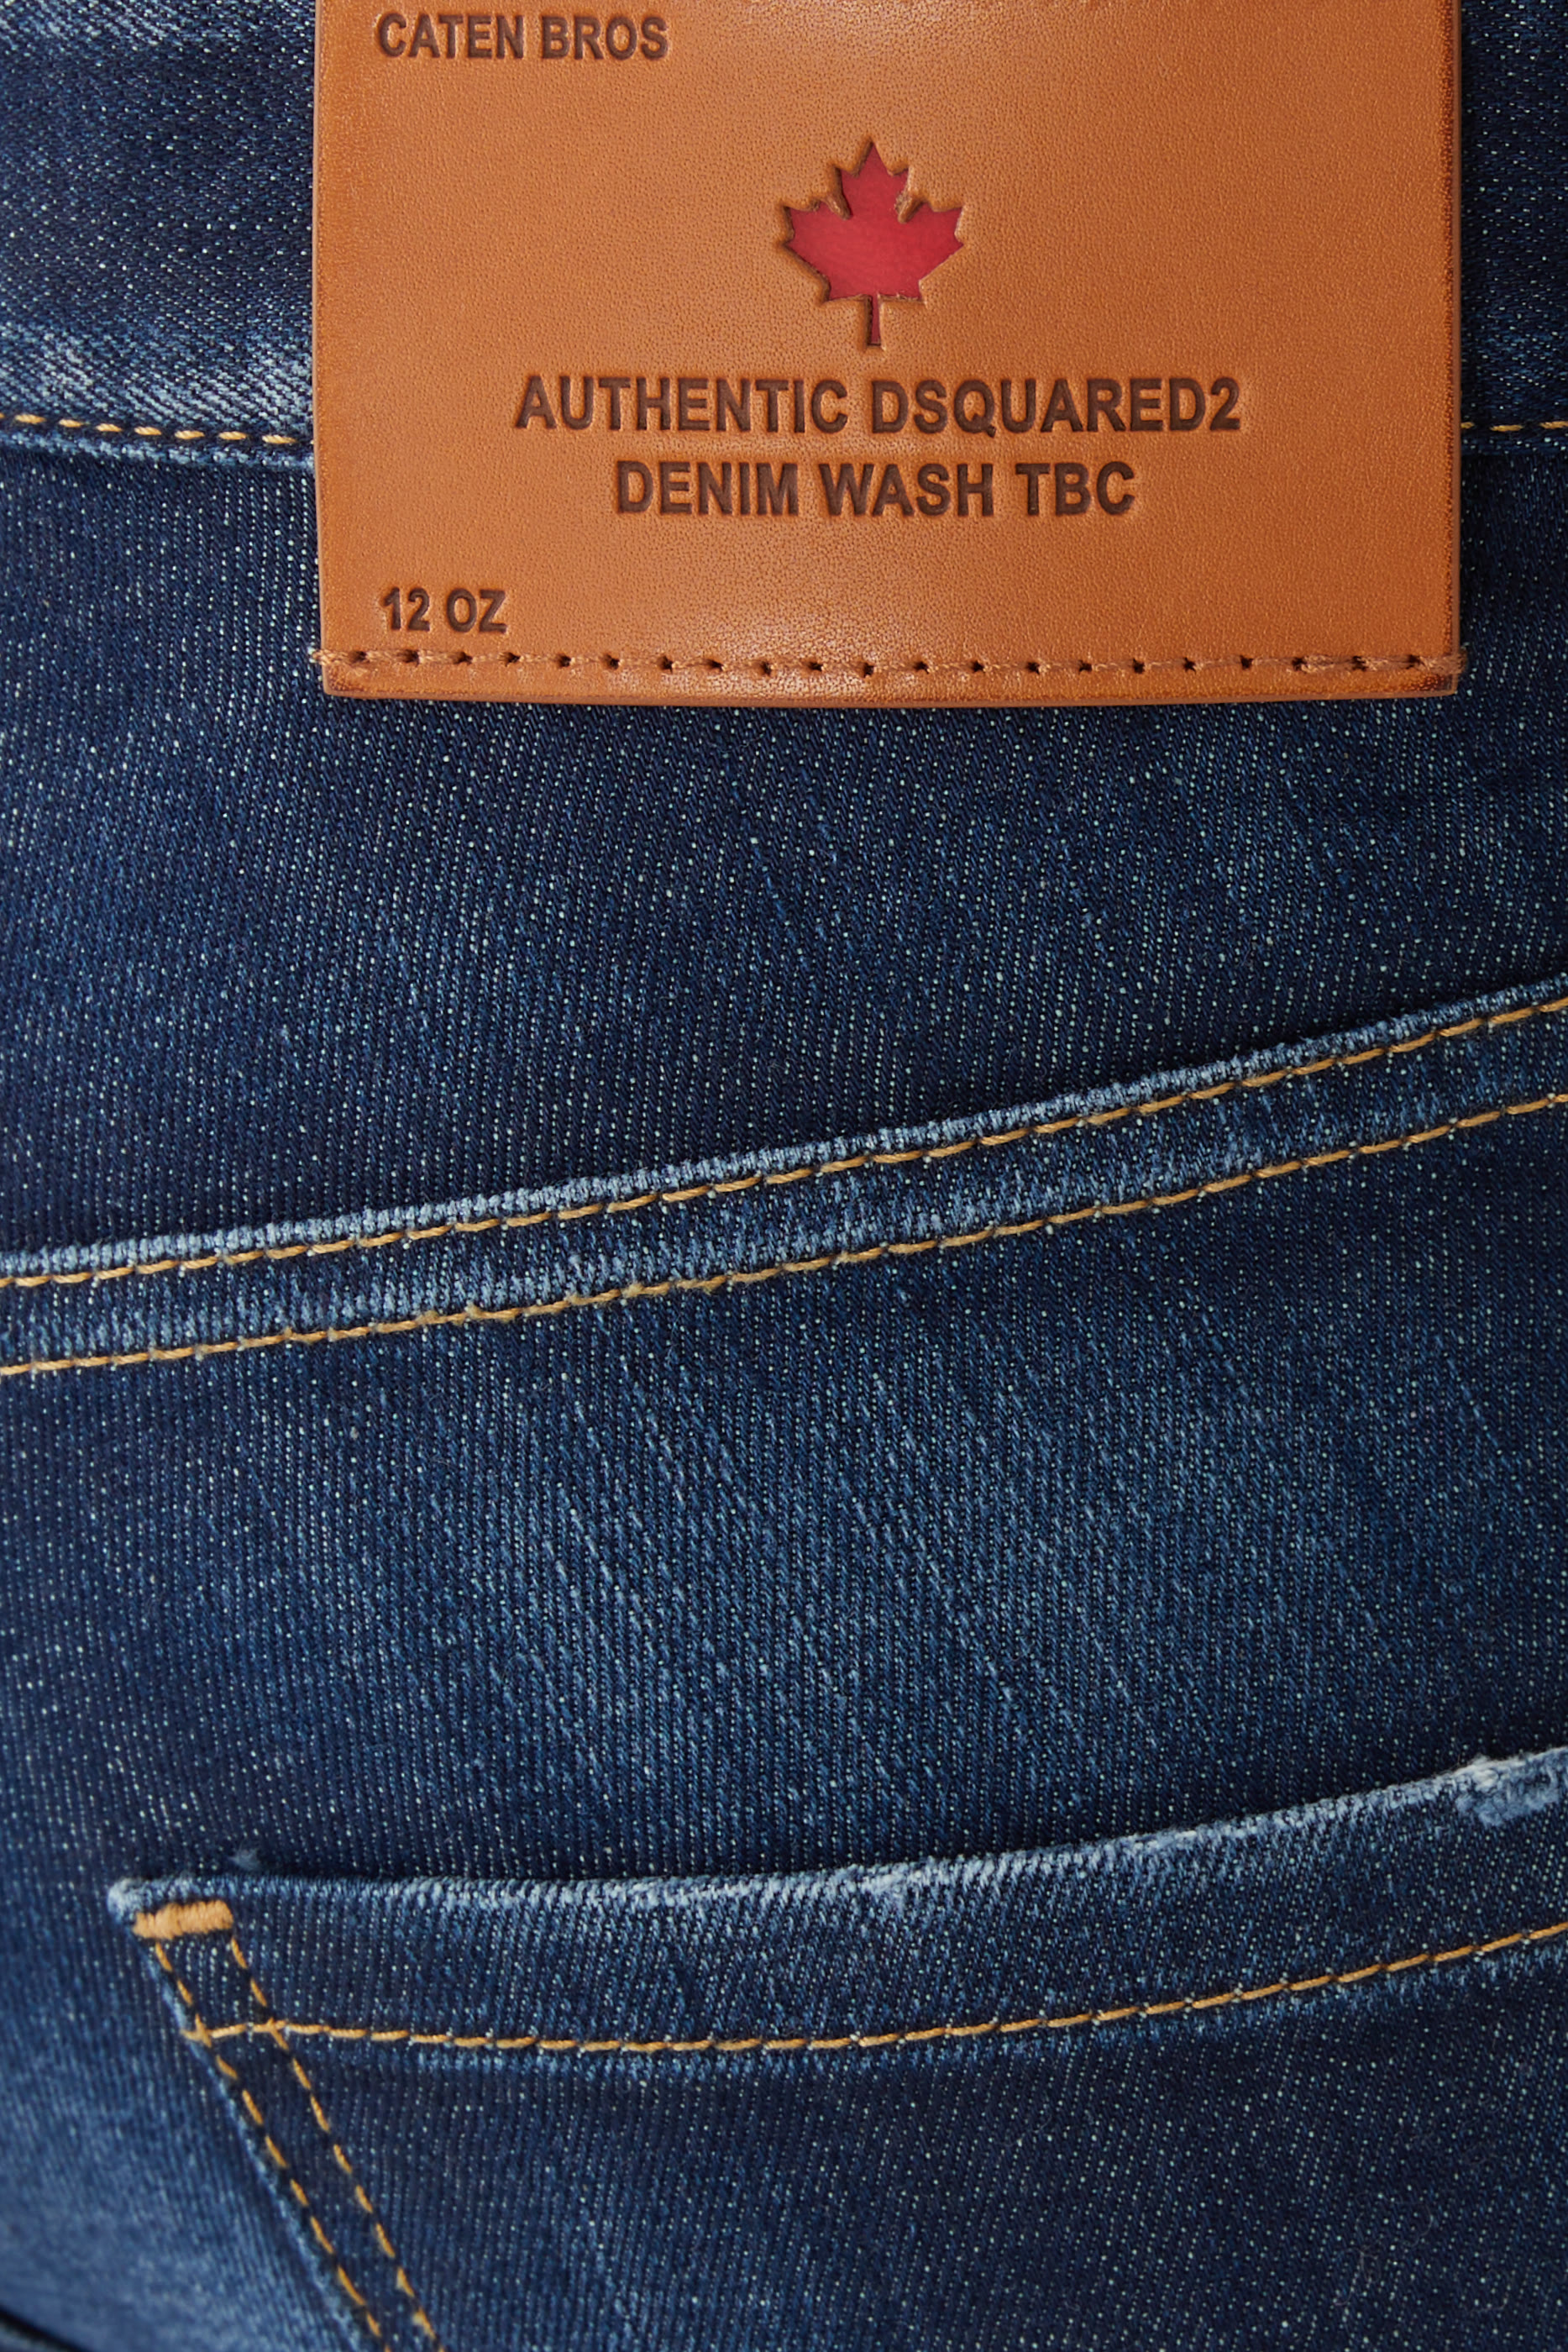 CATEN BROS
AUTHENTIC DSQUARED2
DENIM WASH TBC
12 OZ